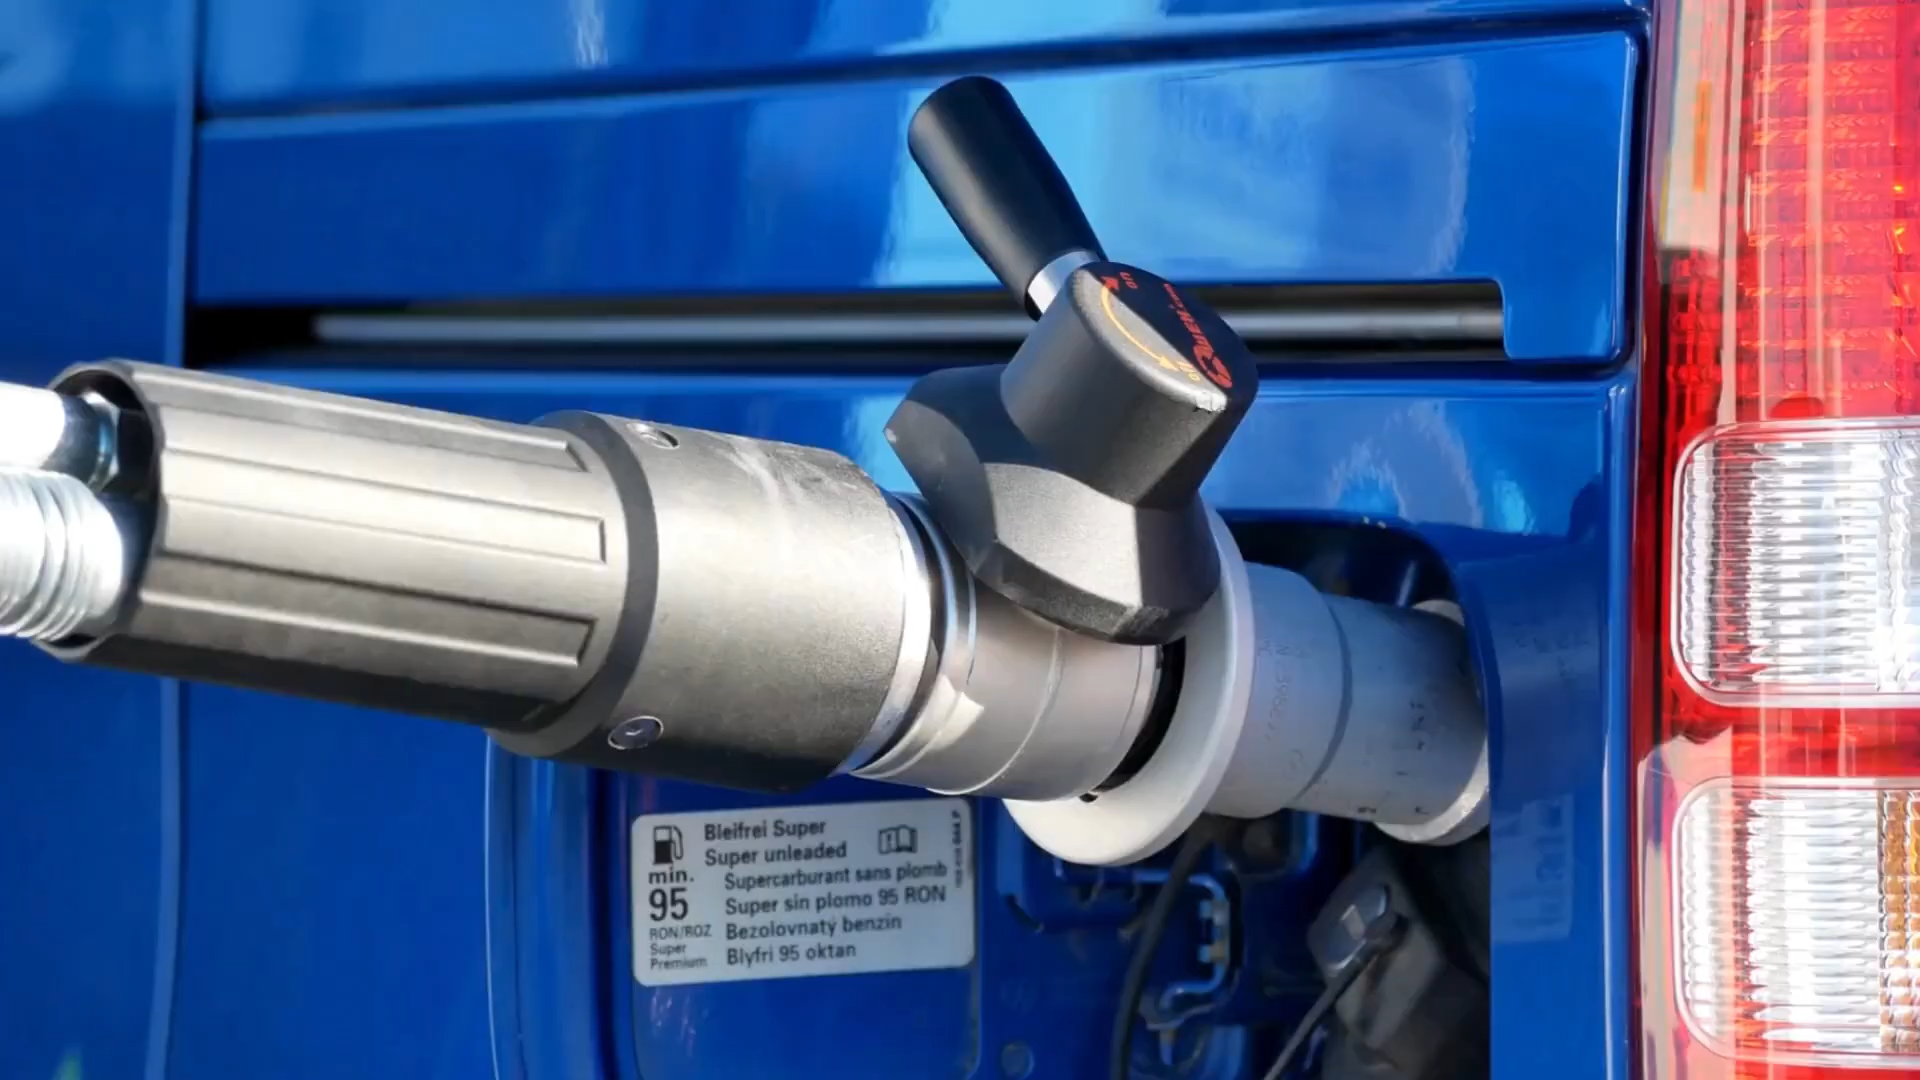 ON
OFF
Bleifrei Super
Super unleaded
Supercarburant sans plomb
Super sin plomo 95 RON
Bezolovnatý benzin
Blyfri 95 oktan
min.
95
RON/ROZ
Super
Premium